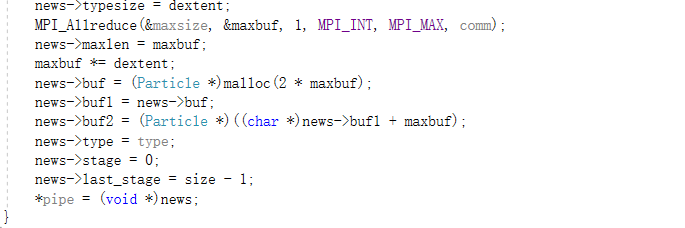 news->typesize = dextent;
MPI_Allreduce(&maxsize, &maxbuf, 1, MPI_INT, MPI_MAX, comm);
news->maxlen = maxbuf;
maxbuf *= dextent;
news->buf = (Particle *)malloc(2 * maxbuf);
news->buf1 = news->buf;
news->buf2 = (Particle *)((char *)news->buf1 + maxbuf);
news->type = type;
news->stage = 0;
news->last_stage = size - 1;
*pipe = (void *)news;
}